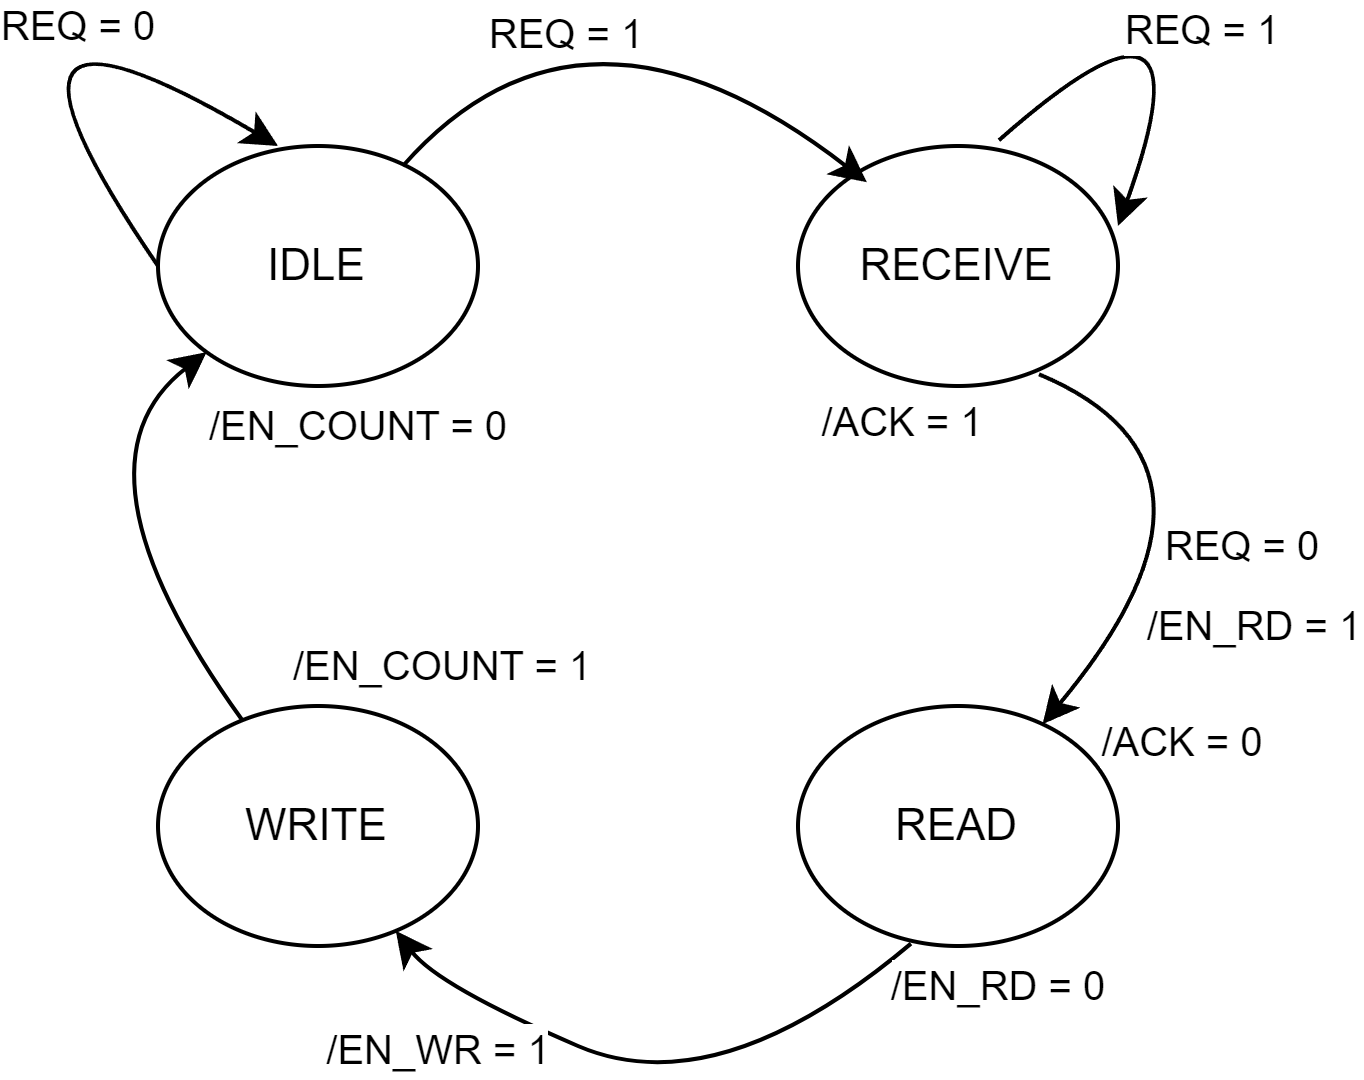 REQ = 0
REQ = 1
REQ = 1
IDLE
RECEIVE
/EN_COUNT = 0
/ACK = 1
REQ = 0
/EN_RD = 1
/EN_COUNT = 1
/ACK = 0
WRITE
READ
/EN_RD = 0
/EN_WR = 1